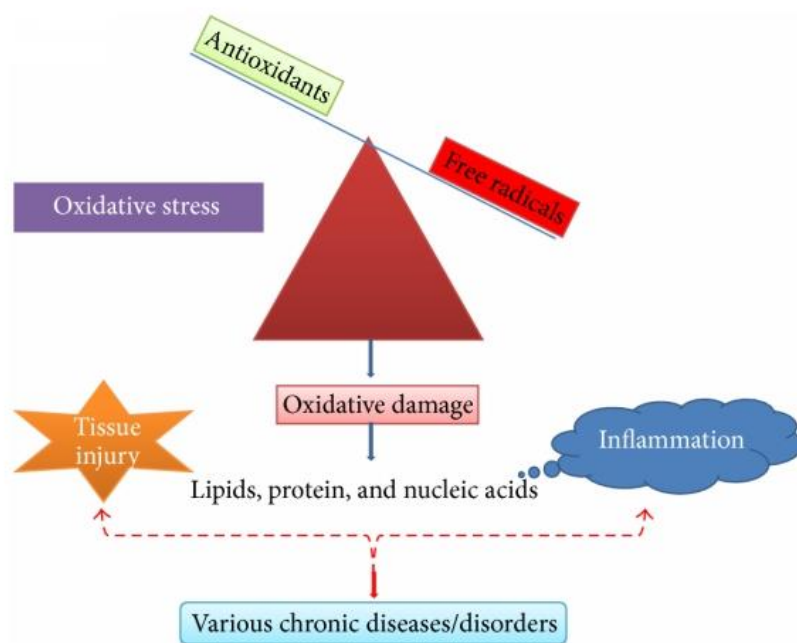 Antioxidants
Free radicals
Oxidative stress
Oxidative damage
Tissue
injury
Inflammation
Lipids, protein, and nucleic acids
Various chronic diseases/disorders